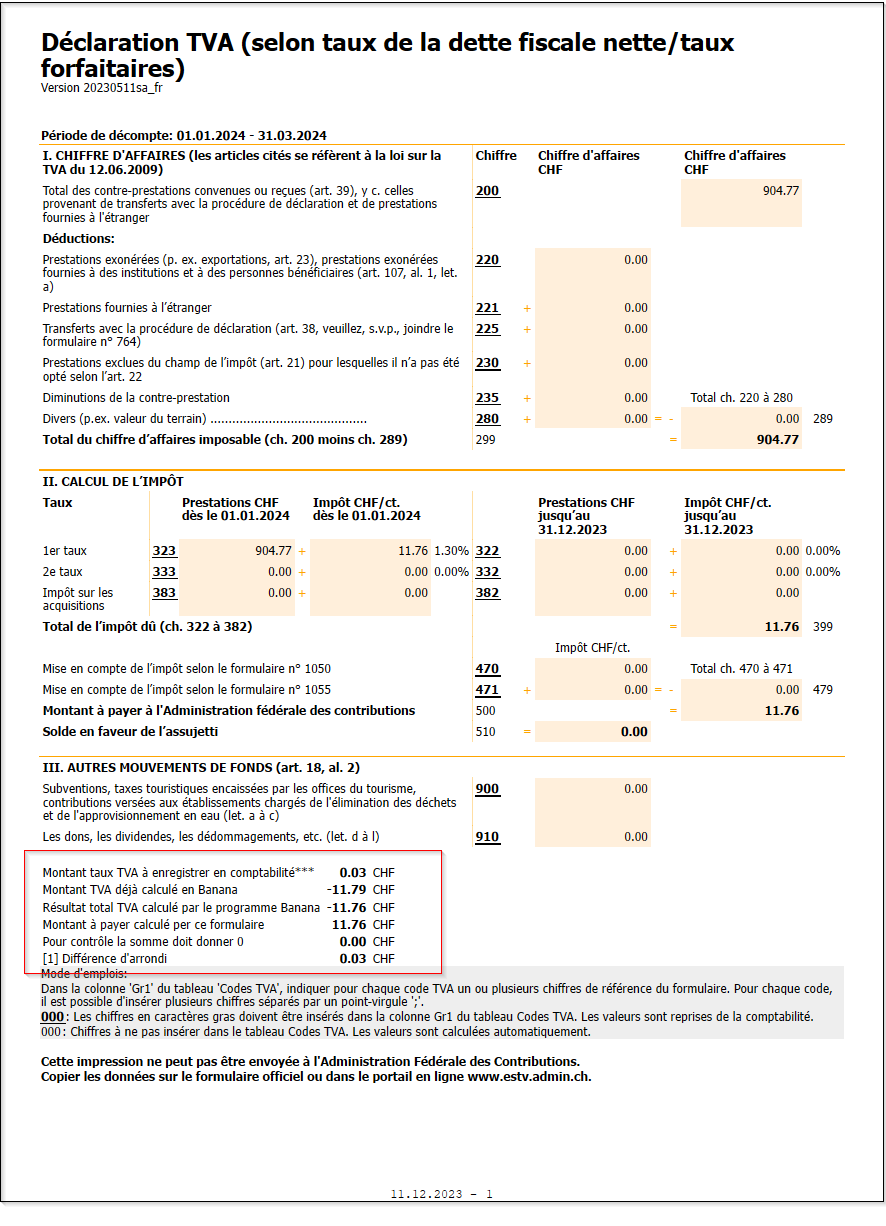 Déclaration TVA (selon taux de la dette fiscale nette/taux
forfaitaires)
Version 20230511sa_fr
Période de décompte: 01.01.2024 - 31.03.2024
I. CHIFFRE D'AFFAIRES (les articles cités se réfèrent à la loi sur la Chiffre Chiffre d'affaires Chiffre d'affaires
TVA du 12.06.2009) CHF CHF
Total des contre-prestations convenues ou reçues (art. 39), y c. celles 200 904.77
provenant de transferts avec la procédure de déclaration et de prestations
fournies à l'étranger
Déductions:
Prestations exonérées (p. ex. exportations, art. 23), prestations exonérées 220 0.00
fournies à des institutions et à des personnes bénéficiaires (art. 107, al. 1, let.
a)
Prestations fournies à l’étranger 221 + 0.00
Transferts avec la procédure de déclaration (art. 38, veuillez, s.v.p., joindre le 225 + 0.00
formulaire n° 764)
Prestations exclues du champ de l’impôt (art. 21) pour lesquelles il n’a pas été 230 + 0.00
opté selon l’art. 22
Diminutions de la contre-prestation 235 + 0.00 Total ch. 220 à 280
Divers (p.ex. valeur du terrain) ........................................... 280 + 0.00 = - 0.00 289
Total du chiffre d’affaires imposable (ch. 200 moins ch. 289) 299 = 904.77
II. CALCUL DE L’IMPÔT
Taux Prestations CHF Impôt CHF/ct. Prestations CHF Impôt CHF/ct.
dès le 01.01.2024 dès le 01.01.2024 jusqu’au jusqu’au
31.12.2023 31.12.2023
1er taux 323 904.77 + 11.76 1.30% 322 0.00 + 0.00 0.00%
2e taux 333 0.00 + 0.00 0.00% 332 0.00 + 0.00 0.00%
Impôt sur les 383 0.00 + 0.00 382 0.00 + 0.00
acquisitions
Total de l’impôt dû (ch. 322 à 382) = 11.76 399
Impôt CHF/ct.
Mise en compte de l’impôt selon le formulaire n° 1050 470 0.00 Total ch. 470 à 471
Mise en compte de l’impôt selon le formulaire n° 1055 471 + 0.00 = - 0.00 479
Montant à payer à l'Administration fédérale des contributions 500 = 11.76
Solde en faveur de l’assujetti 510 = 0.00
III. AUTRES MOUVEMENTS DE FONDS (art. 18, al. 2)
Subventions, taxes touristiques encaissées par les offices du tourisme, 900 0.00
contributions versées aux établissements chargés de l'élimination des déchets
et de l'approvisionnement en eau (let. a à c)
Les dons, les dividendes, les dédommagements, etc. (let. d à l) 910 0.00
Montant taux TVA à enregistrer en comptabilité*** 0.03 CHF
Montant TVA déjà calculé en Banana -11.79 CHF
Résultat total TVA calculé par le programme Banana -11.76 CHF
Montant à payer calculé per ce formulaire 11.76 CHF
Pour contrôle la somme doit donner 0 0.00 CHF
[1] Différence d'arrondi 0.03 CHF
Mode d'emplois:
Dans la colonne 'Gr1' du tableau 'Codes TVA', indiquer pour chaque code TVA un ou plusieurs chiffres de référence du formulaire. Pour chaque code,
il est possible d'insérer plusieurs chiffres séparés par un point-virgule ';'.
000: Les chiffres en caractères gras doivent être insérés dans la colonne Gr1 du tableau Codes TVA. Les valeurs sont reprises de la comptabilité.
000: Chiffres à ne pas insérer dans le tableau Codes TVA. Les valeurs sont calculées automatiquement.
Cette impression ne peut pas être envoyée à l'Administration Fédérale des Contributions.
Copier les données sur le formulaire officiel ou dans le portail en ligne www.estv.admin.ch.
11.12.2023 - 1